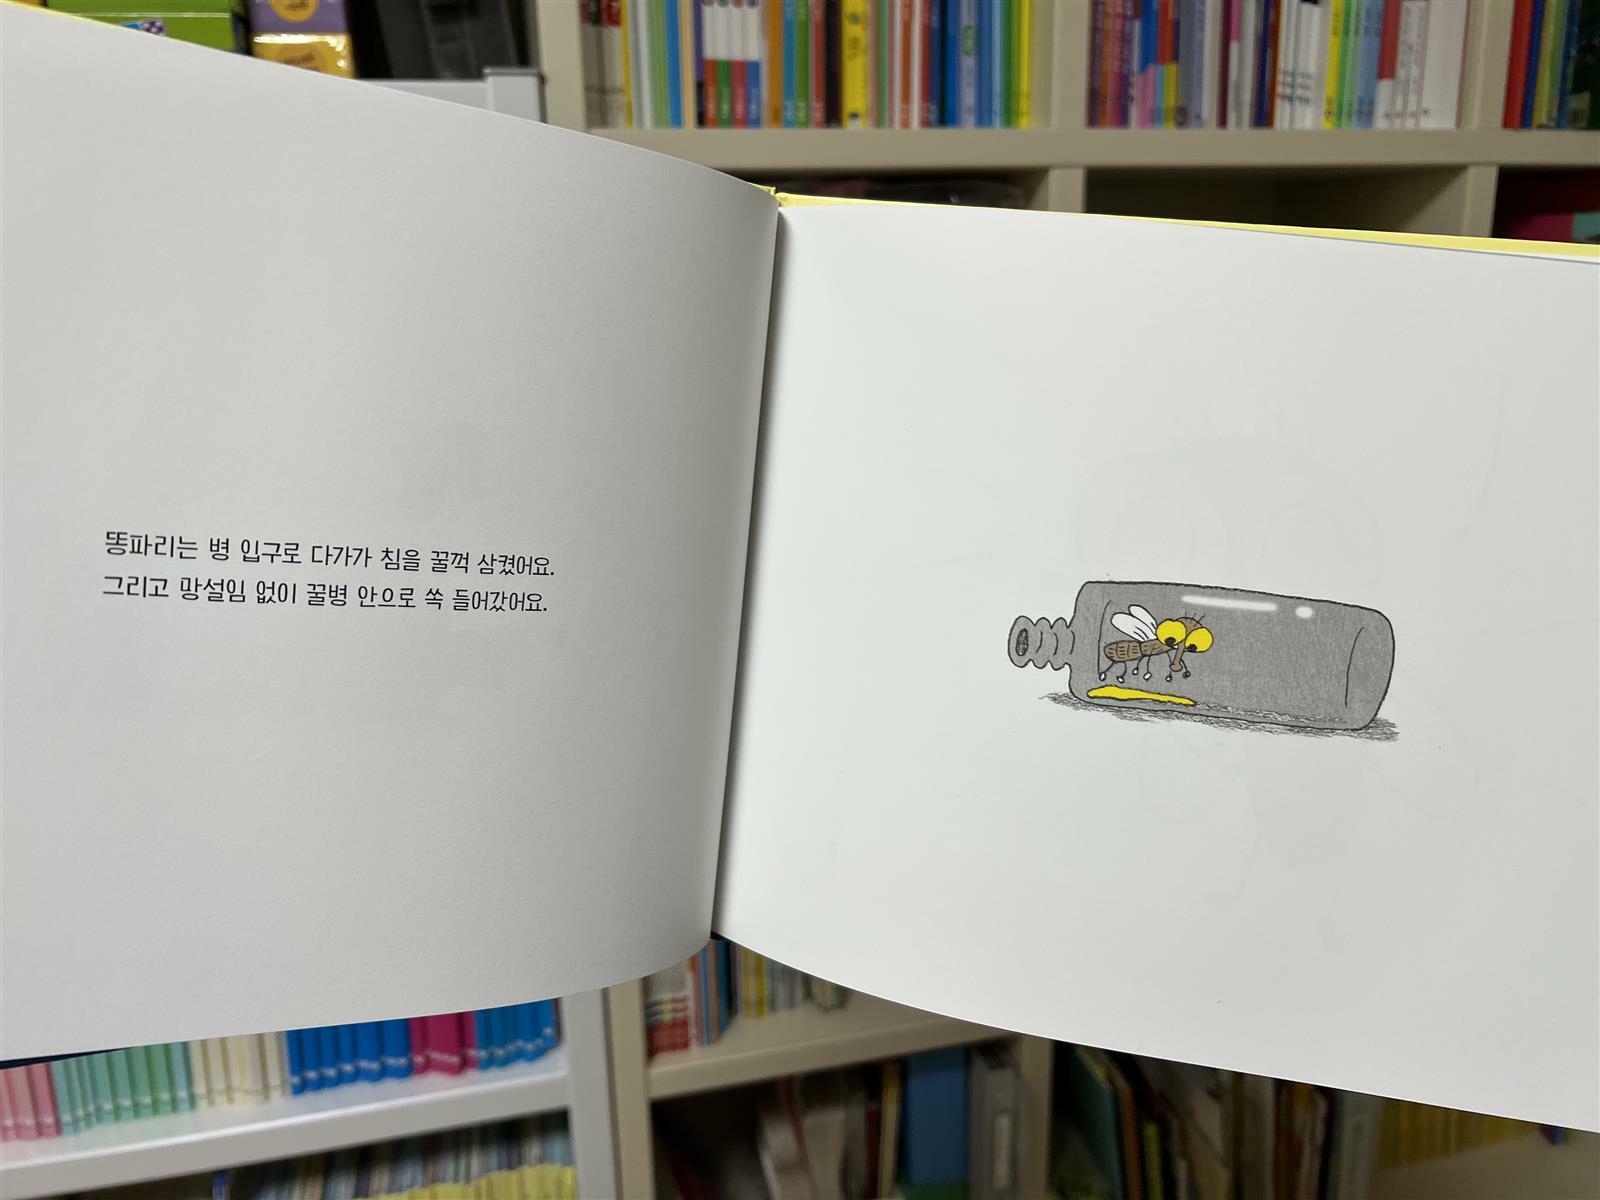 똥파리는 병 입구로 다가가 침을 꿀꺽 삼켰어요.
그리고 망설임 없이 꿀병 안으로 쏙 들어갔어요.